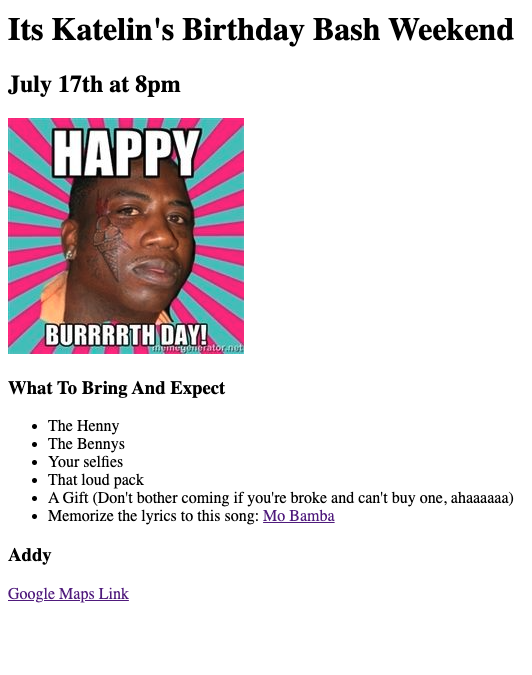 Its Katelin's Birthday Bash Weekend
July 17th at 8pm
HAPPY
BURRRRTH DAY!
memegenerator.net
What To Bring And Expect
The Henny
The Bennys
Your selfies
That loud pack
A Gift (Don't bother coming if you're broke and can't buy one, ahaaaaaa)
Memorize the lyrics to this song: Mo Bamba
Addy
Google Maps Link